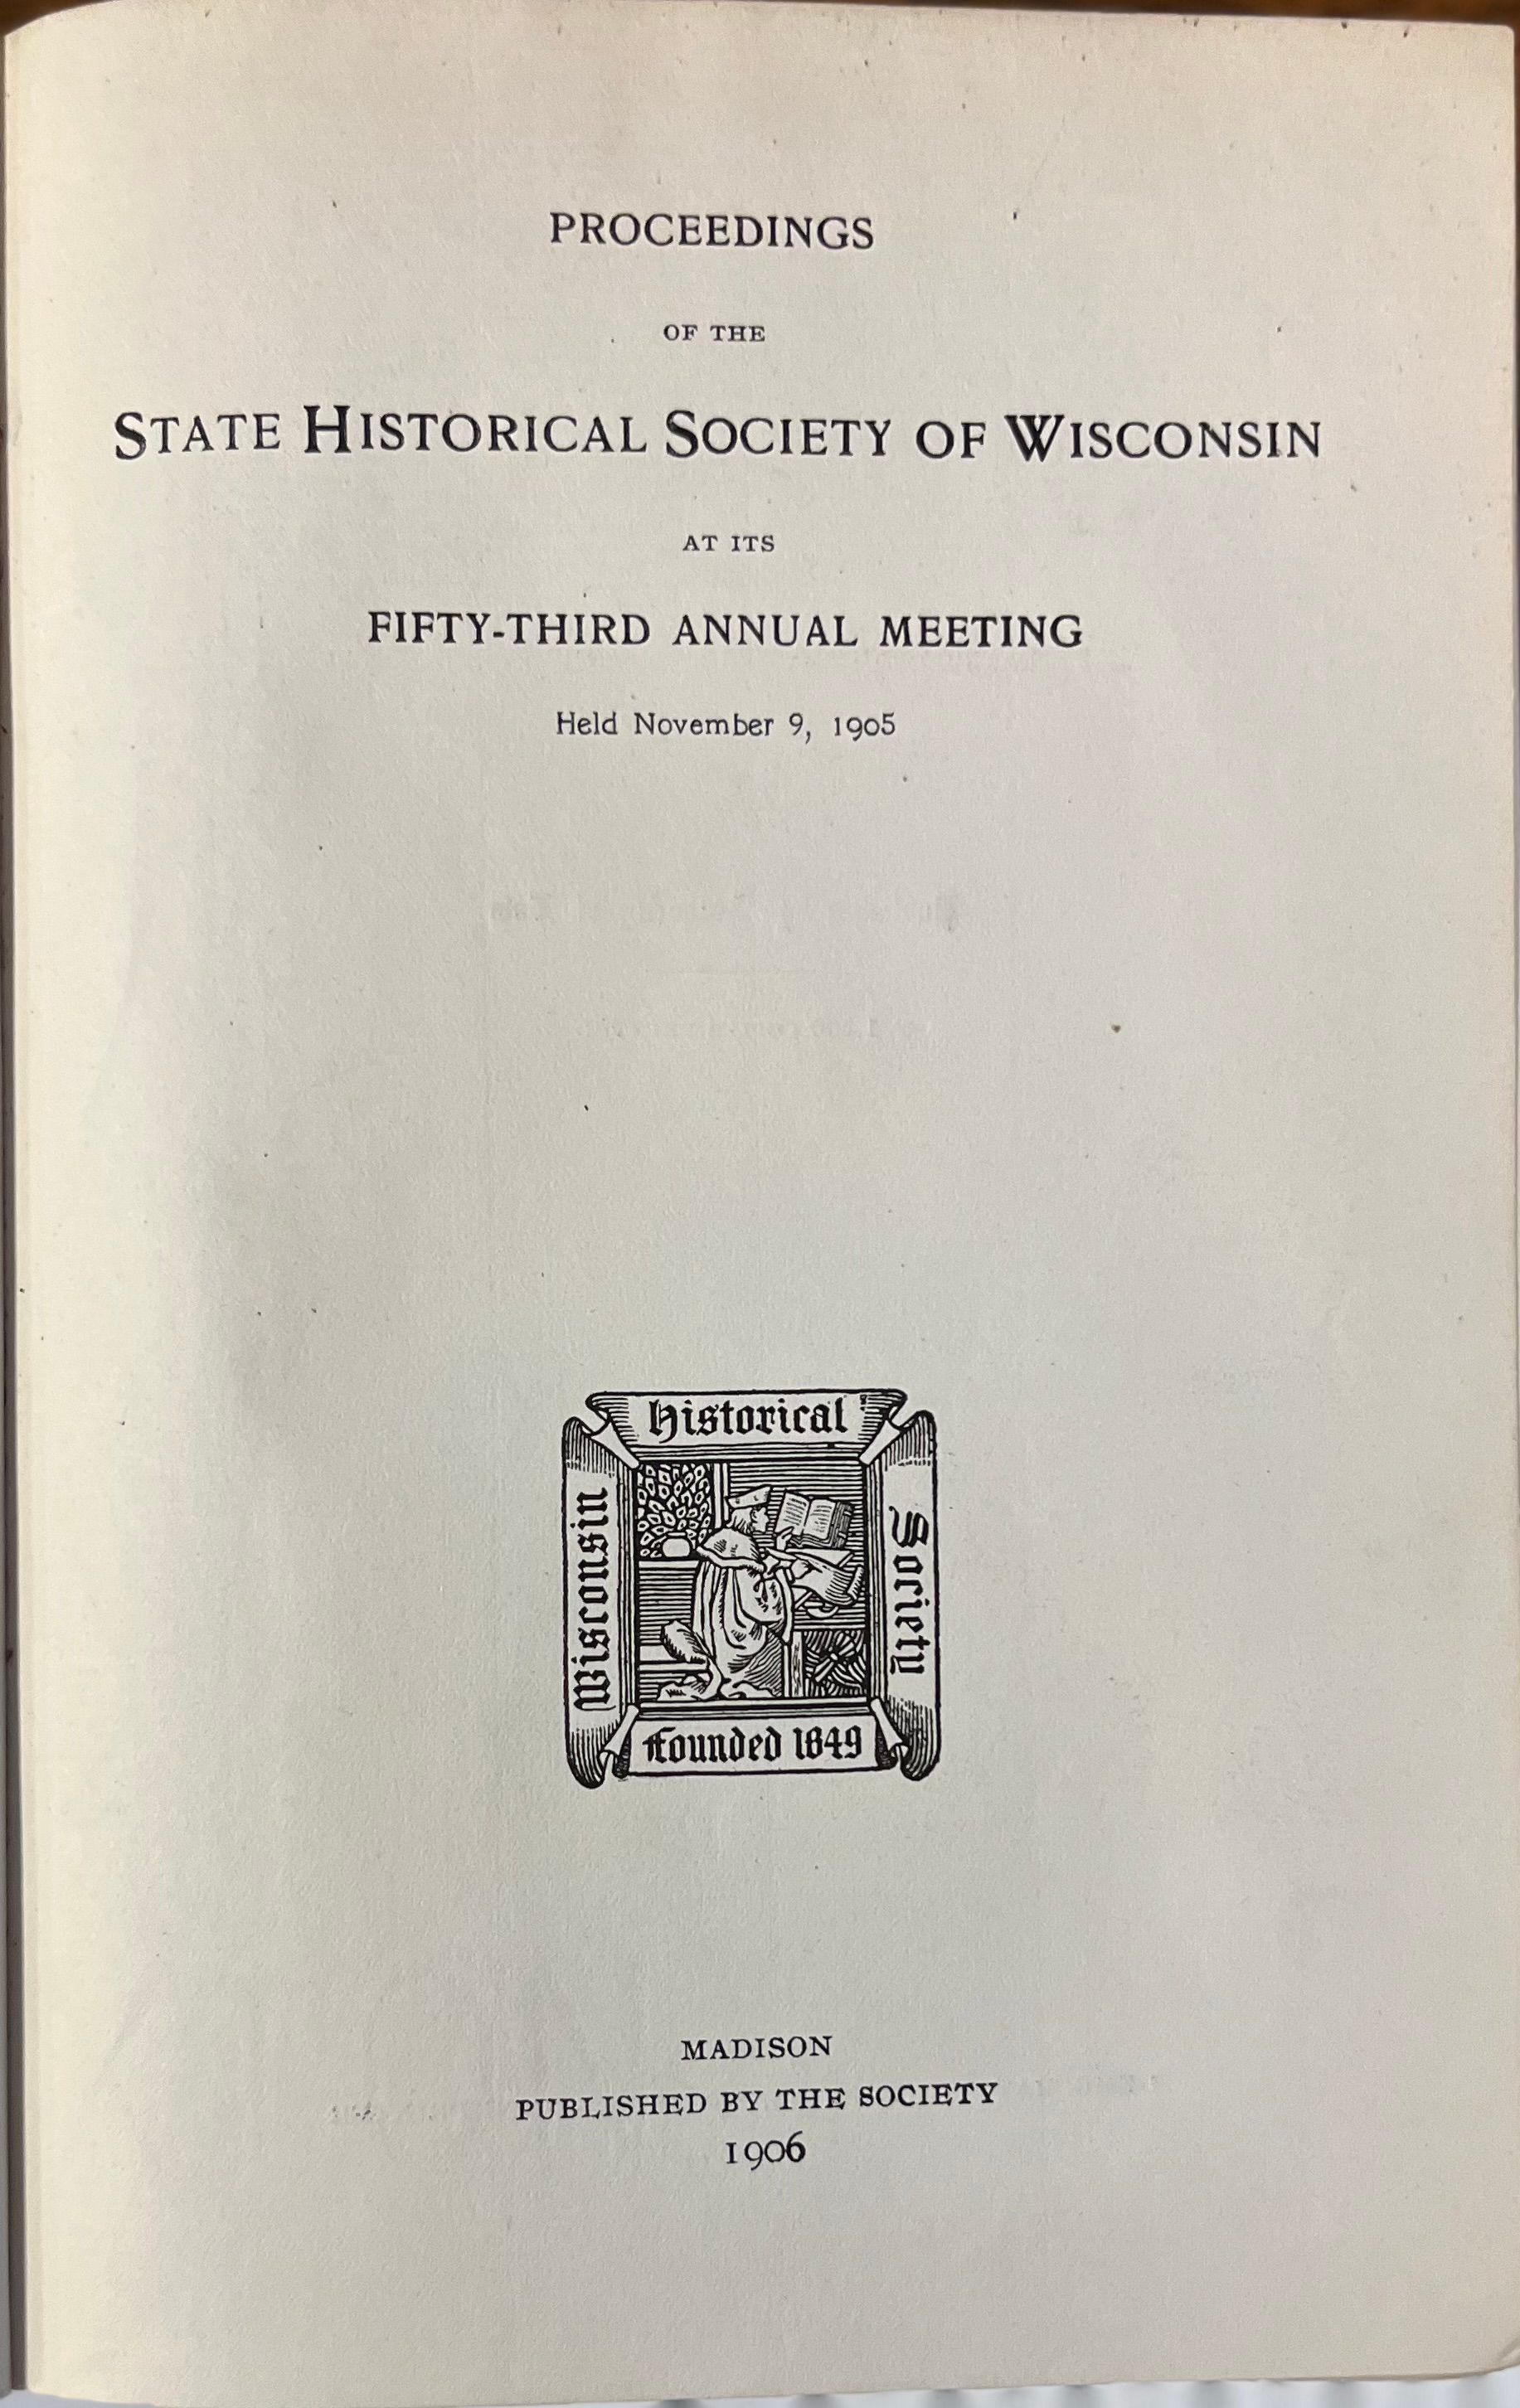 PROCEEDINGS
OF THE
STATE HISTORICAL SOCIETY OF WISCONSIN
AT ITS
FIFTY-THIRD ANNUAL MEETING
Held November 9, 1905
Historical
Wisconsin
Society
Founded 1849
MADISON
PUBLISHED BY THE SOCIETY
1906